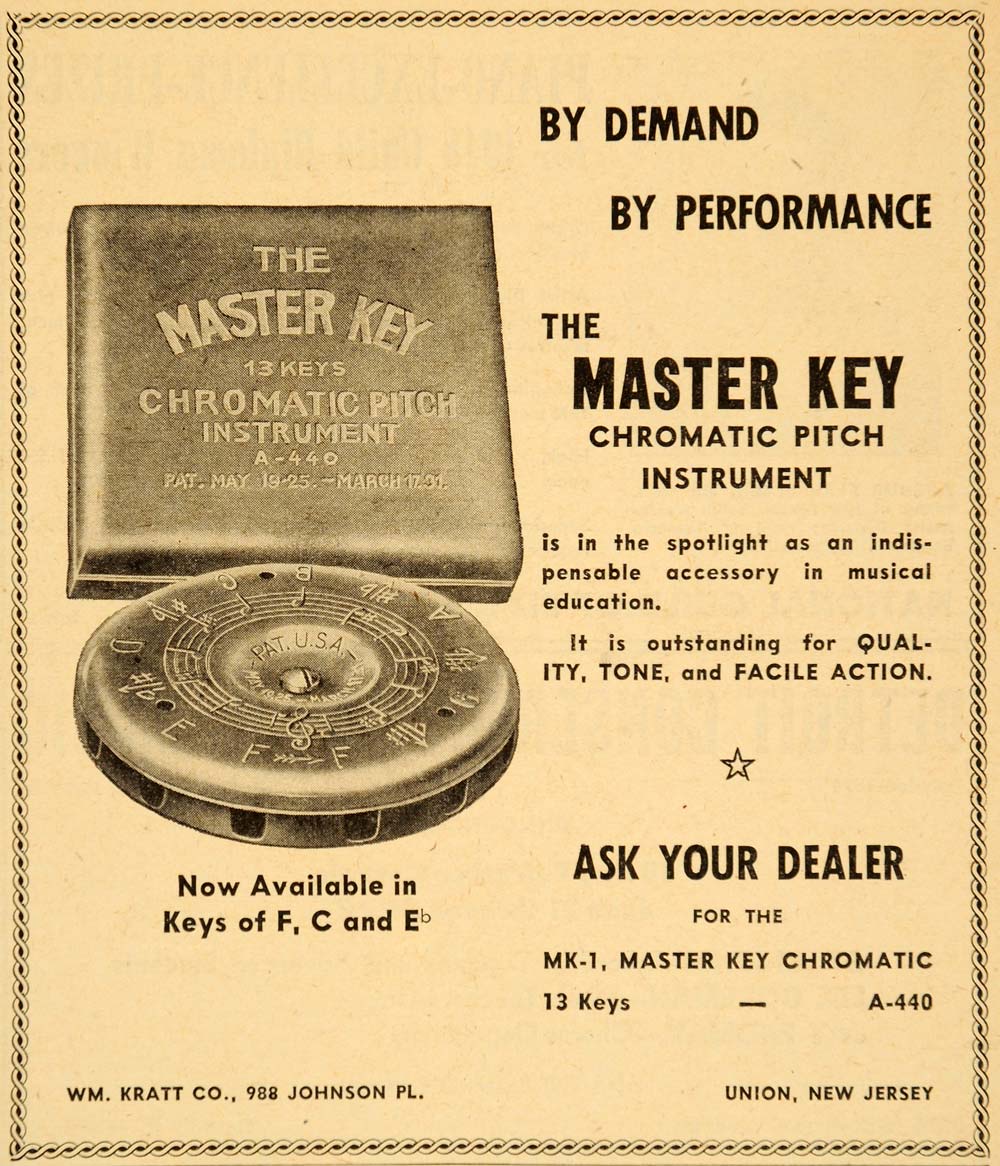 BY DEMAND
BY PERFORMANCE
THE
MASTER KEY
CHROMATIC PITCH
INSTRUMENT
is in the spotlight as an indis-
pensable accessory in musical
education.
It is outstanding for QUAL-
ITY, TONE, and FACILE ACTION.
ASK YOUR DEALER
FOR THE
MK-1, MASTER KEY CHROMATIC
13 Keys — A-440
THE
MASTER KEY
13 KEYS
CHROMATIC PITCH
INSTRUMENT
A-440
PAT. MAY 19-25. - MARCH 17.31.
C B A G F F E D
PAT. U.S.A.
Now Available in
Keys of F, C and E♭
WM. KRATT CO., 988 JOHNSON PL.
UNION, NEW JERSEY